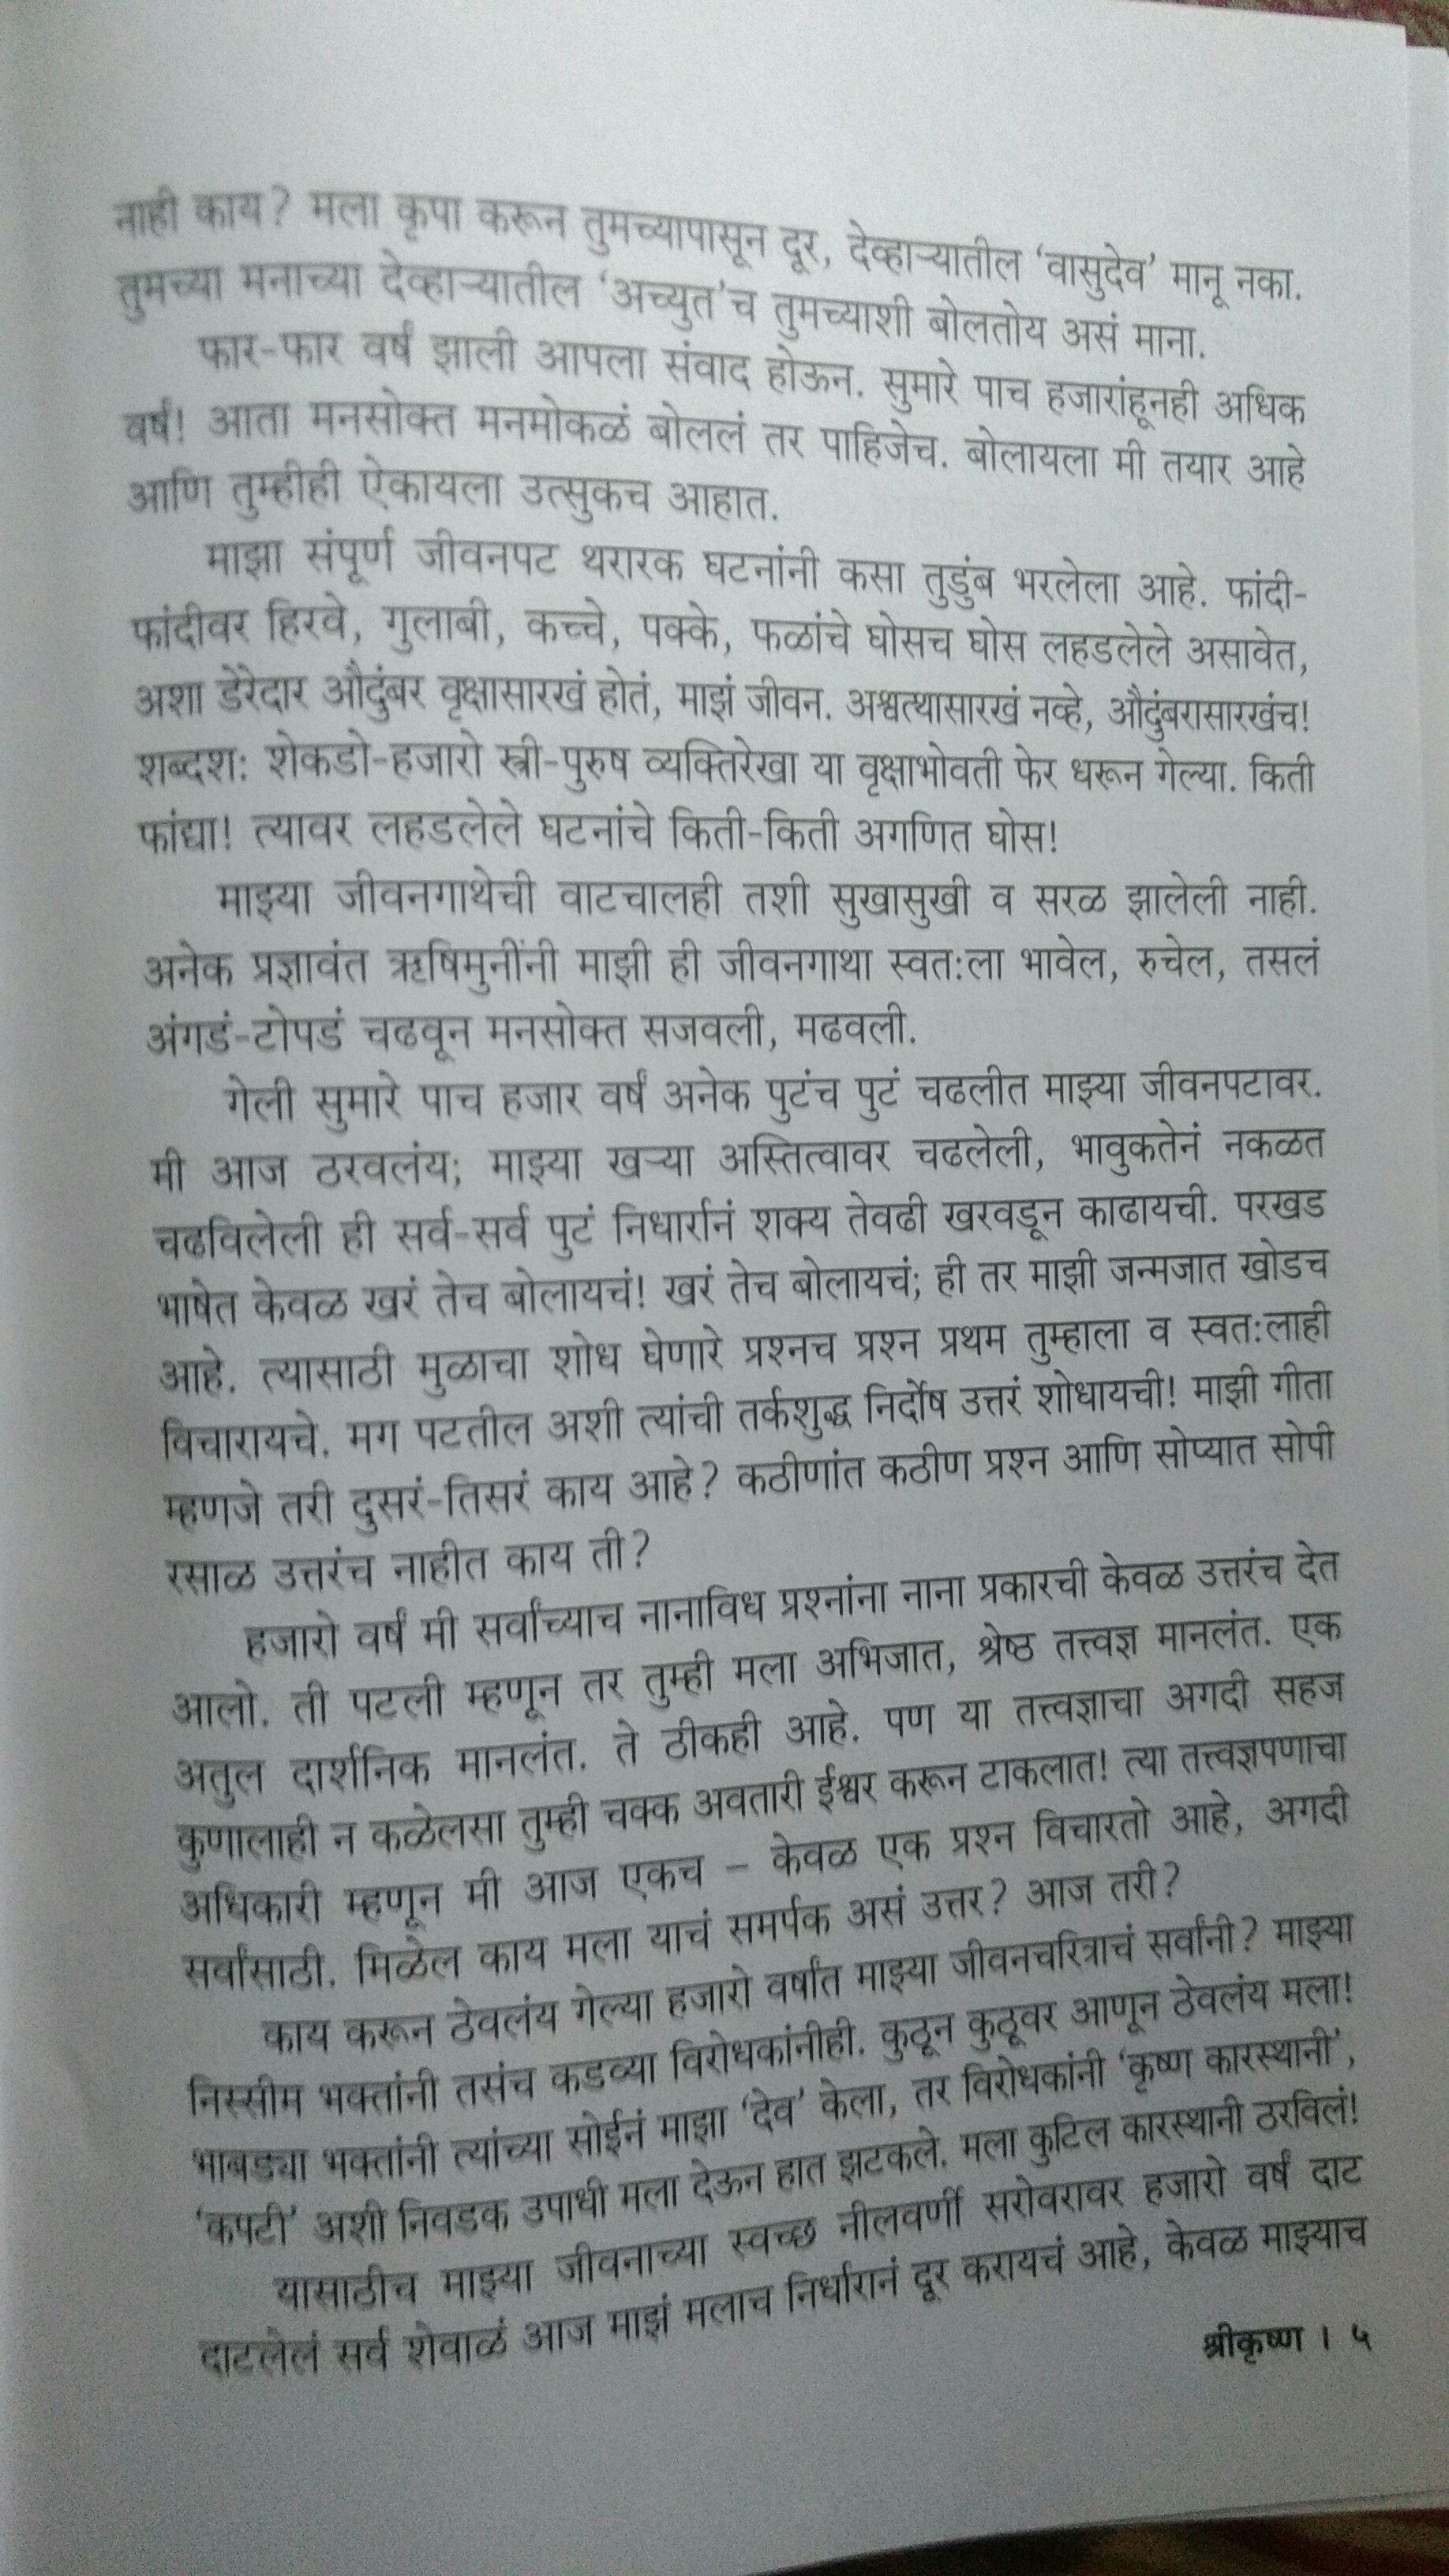 नाही काय? मला कृपा करून तुमच्यापासून दूर, देव्हाऱ्यातील ‘वासुदेव’ मानू नका.
तुमच्या मनाच्या देव्हाऱ्यातील ‘अच्युत’च तुमच्याशी बोलतोय असं माना.
फार-फार वर्षं झाली आपला संवाद होऊन. सुमारे पाच हजारांहूनही अधिक
वर्षं! आता मनसोक्त मनमोकळं बोललं तर पाहिजेच. बोलायला मी तयार आहे
आणि तुम्हीही ऐकायला उत्सुकच आहात.
माझा संपूर्ण जीवनपट थरारक घटनांनी कसा तुडुंब भरलेला आहे. फांदी-
फांदीवर हिरवे, गुलाबी, कच्चे, पक्के, फळांचे घोसच घोस लहडलेले असावेत,
अशा डेरेदार औदुंबर वृक्षासारखं होतं, माझं जीवन. अश्वत्थासारखं नव्हे, औदुंबरासारखंच!
शब्दश: शेकडो-हजारो स्त्री-पुरुष व्यक्तिरेखा या वृक्षाभोवती फेर धरून गेल्या. किती
फांद्या! त्यावर लहडलेले घटनांचे किती-किती अगणित घोस!
माझ्या जीवनगाथेची वाटचालही तशी सुखासुखी व सरळ झालेली नाही.
अनेक प्रज्ञावंत ऋषिमुनींनी माझी ही जीवनगाथा स्वत:ला भावेल, रुचेल, तसलं
अंगडं-टोपडं चढवून मनसोक्त सजवली, मढवली.
गेली सुमारे पाच हजार वर्षं अनेक पुटंच पुटं चढलीत माझ्या जीवनपटावर.
मी आज ठरवलंय; माझ्या खऱ्या अस्तित्वावर चढलेली, भावुकतेनं नकळत
चढविलेली ही सर्व-सर्व पुटं निधार्रानं शक्य तेवढी खरवडून काढायची. परखड
भाषेत केवळ खरं तेच बोलायचं! खरं तेच बोलायचं; ही तर माझी जन्मजात खोडच
आहे. त्यासाठी मुळाचा शोध घेणारे प्रश्नच प्रश्न प्रथम तुम्हाला व स्वत:लाही
विचारायचे. मग पटतील अशी त्यांची तर्कशुद्ध निर्दोष उत्तरं शोधायची! माझी गीता
म्हणजे तरी दुसरं-तिसरं काय आहे? कठीणांत कठीण प्रश्न आणि सोप्यात सोपी
रसाळ उत्तरंच नाहीत काय ती?
हजारो वर्षं मी सर्वांच्याच नानाविध प्रश्नांना नाना प्रकारची केवळ उत्तरंच देत
आलो. ती पटली म्हणून तर तुम्ही मला अभिजात, श्रेष्ठ तत्त्वज्ञ मानलंत. एक
अतुल दार्शनिक मानलंत. ते ठीकही आहे. पण या तत्त्वज्ञाचा अगदी सहज
कुणालाही न कळेलसा तुम्ही चक्क अवतारी ईश्वर करून टाकलात! त्या तत्त्वज्ञपणाचा
अधिकारी म्हणून मी आज एकच – केवळ एक प्रश्न विचारतो आहे, अगदी
सर्वांसाठी. मिळेल काय मला याचं समर्पक असं उत्तर? आज तरी?
काय करून ठेवलंय गेल्या हजारो वर्षांत माझ्या जीवनचरित्राचं सर्वांनी? माझ्या
निस्सीम भक्तांनी तसंच कडव्या विरोधकांनीही. कुठून कुठूवर आणून ठेवलंय मला!
भाबड्या भक्तांनी त्यांच्या सोईनं माझा ‘देव’ केला, तर विरोधकांनी ‘कृष्ण कारस्थानी’,
‘कपटी’ अशी निवडक उपाधी मला देऊन हात झटकले. मला कुटिल कारस्थानी ठरविलं!
यासाठीच माझ्या जीवनाच्या स्वच्छ नीलवर्णी सरोवरावर हजारो वर्षं दाट
दाटलेलं सर्व शेवाळं आज माझं मलाच निर्धारानं दूर करायचं आहे, केवळ माझ्याच
श्रीकृष्ण । ५